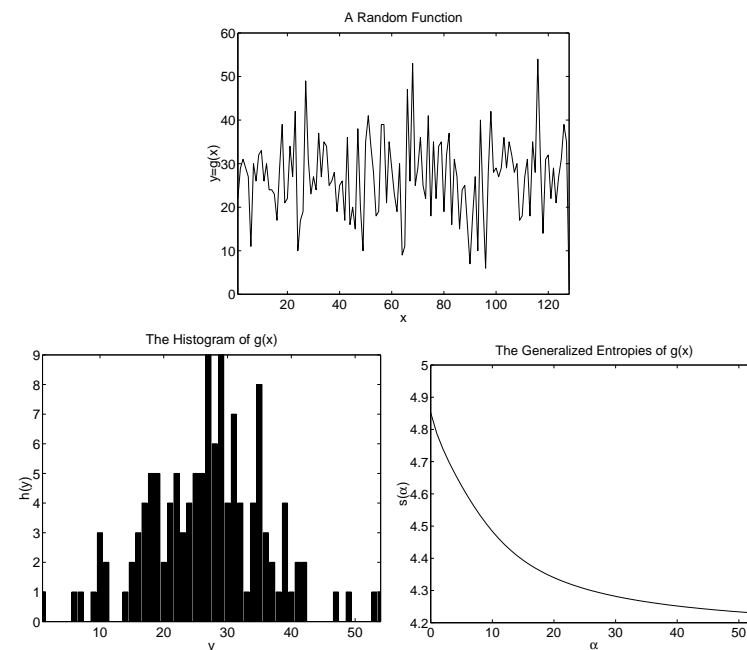 A Random Function
60
50
40
30
20
10
0
y=g(x)
20 40 60 80 100 120
x
The Histogram of g(x)
9
8
7
6
5
4
3
2
1
0
h(y)
10 20 30 40 50
y
The Generalized Entropies of g(x)
5
4.9
4.8
4.7
4.6
4.5
4.4
4.3
4.2
s(α)
0 10 20 30 40 50
α